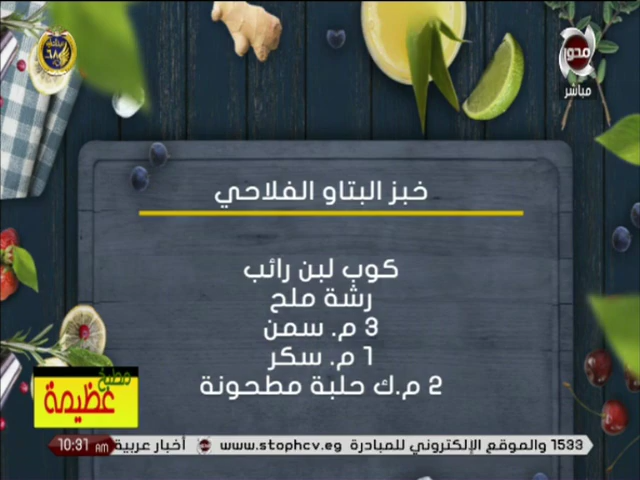 محور
مباشر
خبز البتاو الفلاحي
كوب لبن رائب
رشة ملح
3 م. سمن
1 م. سكر
2 م.ك حلبة مطحونة
مطبخ
عظيمة
1533 والموقع الإلكتروني للمبادرة www.stophcv.eg
أخبار عربية
10:31 AM